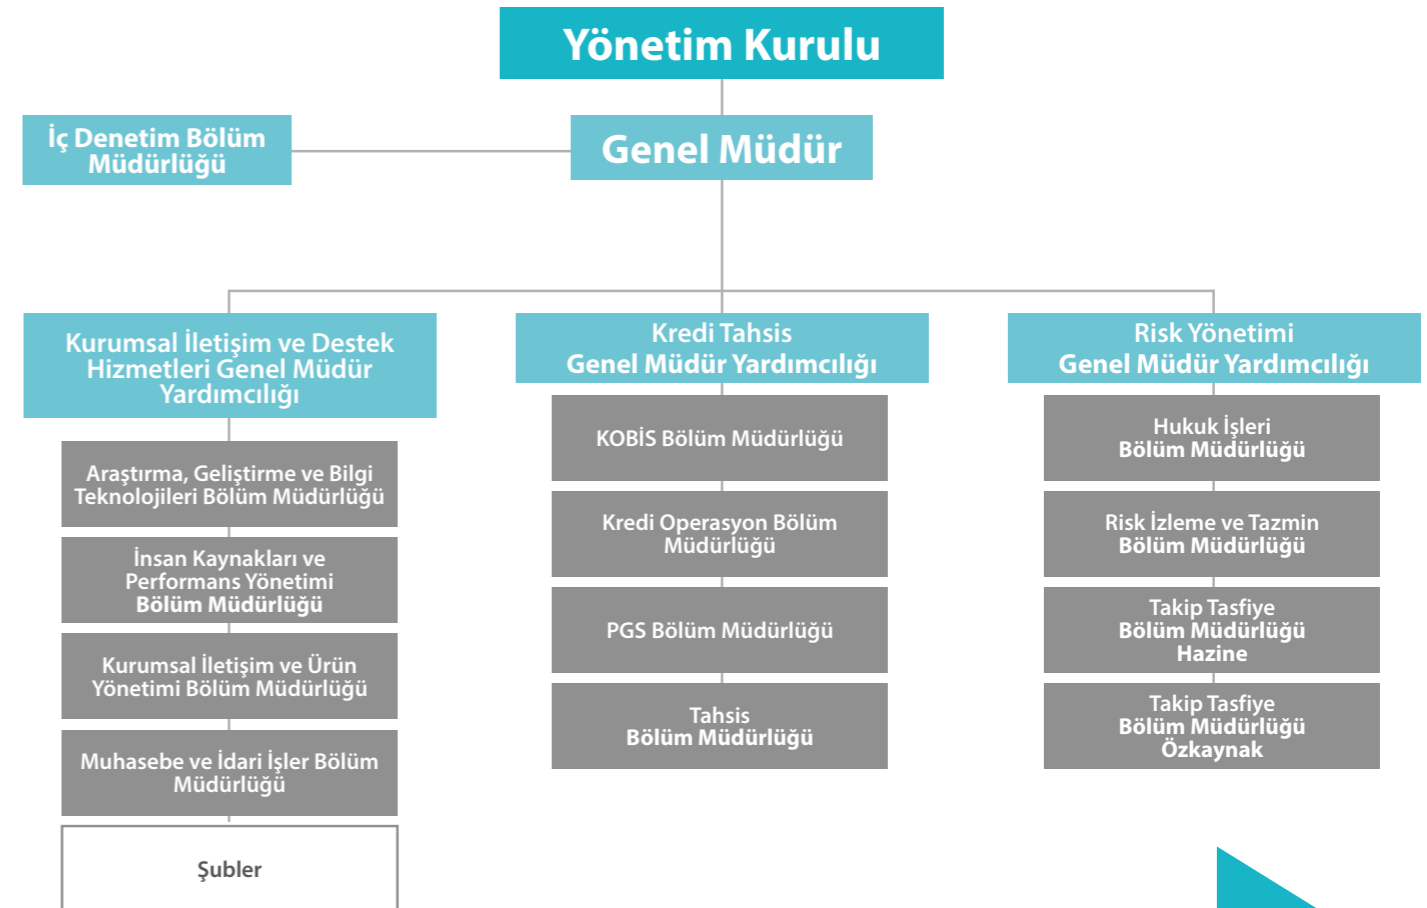 Yönetim Kurulu
İç Denetim Bölüm
Müdürlüğü
Genel Müdür
Kurumsal İletişim ve Destek
Hizmetleri Genel Müdür
Yardımcılığı
Araştırma, Geliştirme ve Bilgi
Teknolojileri Bölüm Müdürlüğü
İnsan Kaynakları ve
Performans Yönetimi
Bölüm Müdürlüğü
Kurumsal İletişim ve Ürün
Yönetimi Bölüm Müdürlüğü
Muhasebe ve İdari İşler Bölüm
Müdürlüğü
Şubler
Kredi Tahsis
Genel Müdür Yardımcılığı
KOBİS Bölüm Müdürlüğü
Kredi Operasyon Bölüm
Müdürlüğü
PGS Bölüm Müdürlüğü
Tahsis
Bölüm Müdürlüğü
Risk Yönetimi
Genel Müdür Yardımcılığı
Hukuk İşleri
Bölüm Müdürlüğü
Risk İzleme ve Tazmin
Bölüm Müdürlüğü
Takip Tasfiye
Bölüm Müdürlüğü
Hazine
Takip Tasfiye
Bölüm Müdürlüğü
Özkaynak